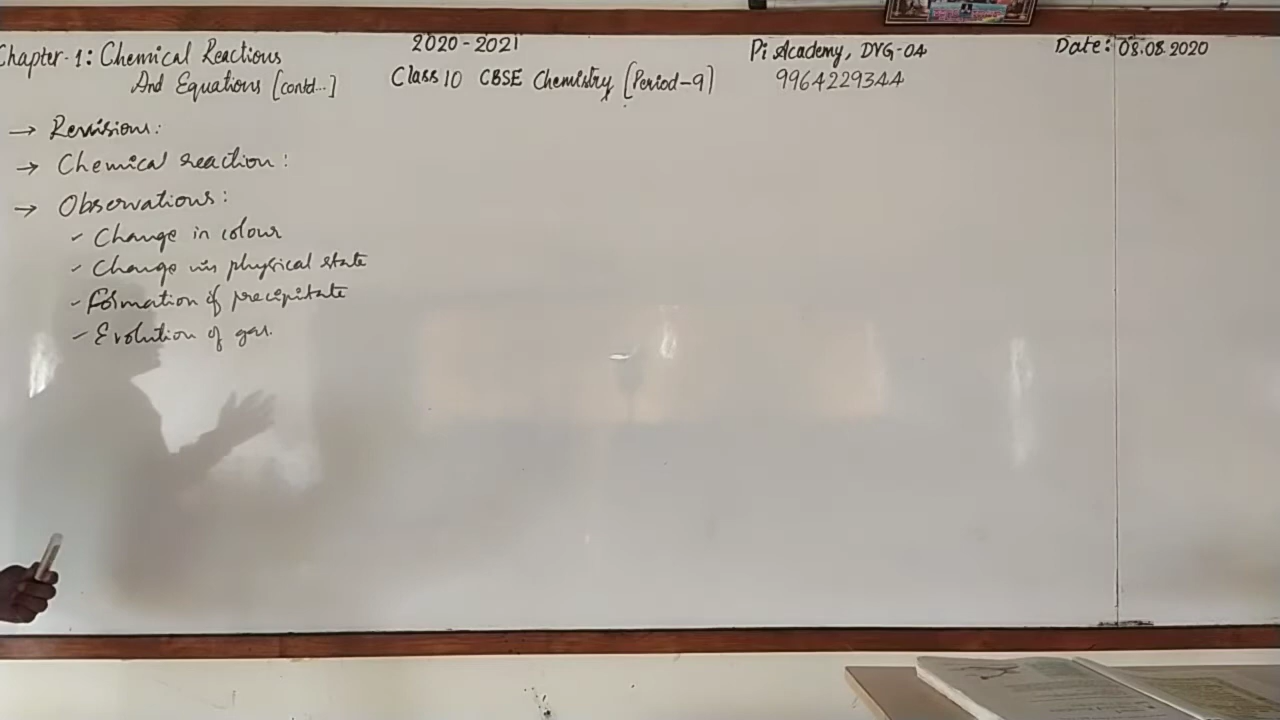 Chapter-1: Chemical Reactions
And Equations [contd...]
2020-2021
Class 10 CBSE Chemistry [Period-9]
Pi Academy, DVG-04
9964229344
Date: 08.08.2020
→ Revisions:
→ Chemical reaction:
→ Observations:
✓ Change in colour
✓ Change in physical state
✓ Formation of precipitate
✓ Evolution of gas.